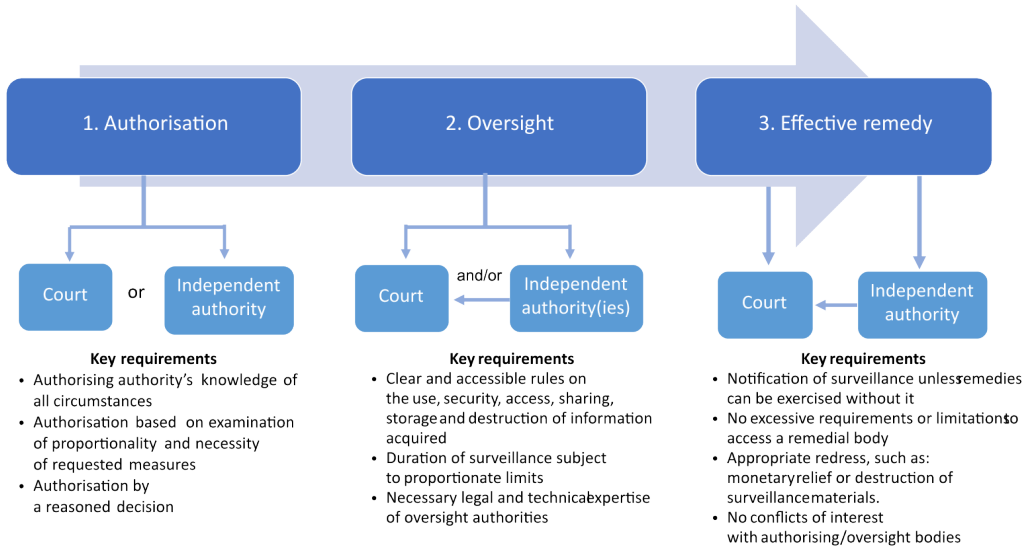 1. Authorisation
2. Oversight
3. Effective remedy
Court
or
Independent
authority
Court
and/or
Independent
authority(ies)
Court
Independent
authority
Key requirements
• Authorising authority's knowledge of
all circumstances
• Authorisation based on examination
of proportionality and necessity
of requested measures
• Authorisation by
a reasoned decision
Key requirements
• Clear and accessible rules on
the use, security, access, sharing,
storage and destruction of information
acquired
• Duration of surveillance subject
to proportionate limits
• Necessary legal and technical expertise
of oversight authorities
Key requirements
• Notification of surveillance unless remedies
can be exercised without it
• No excessive requirements or limitations to
access a remedial body
• Appropriate redress, such as:
monetary relief or destruction of
surveillance materials.
• No conflicts of interest
with authorising/oversight bodies